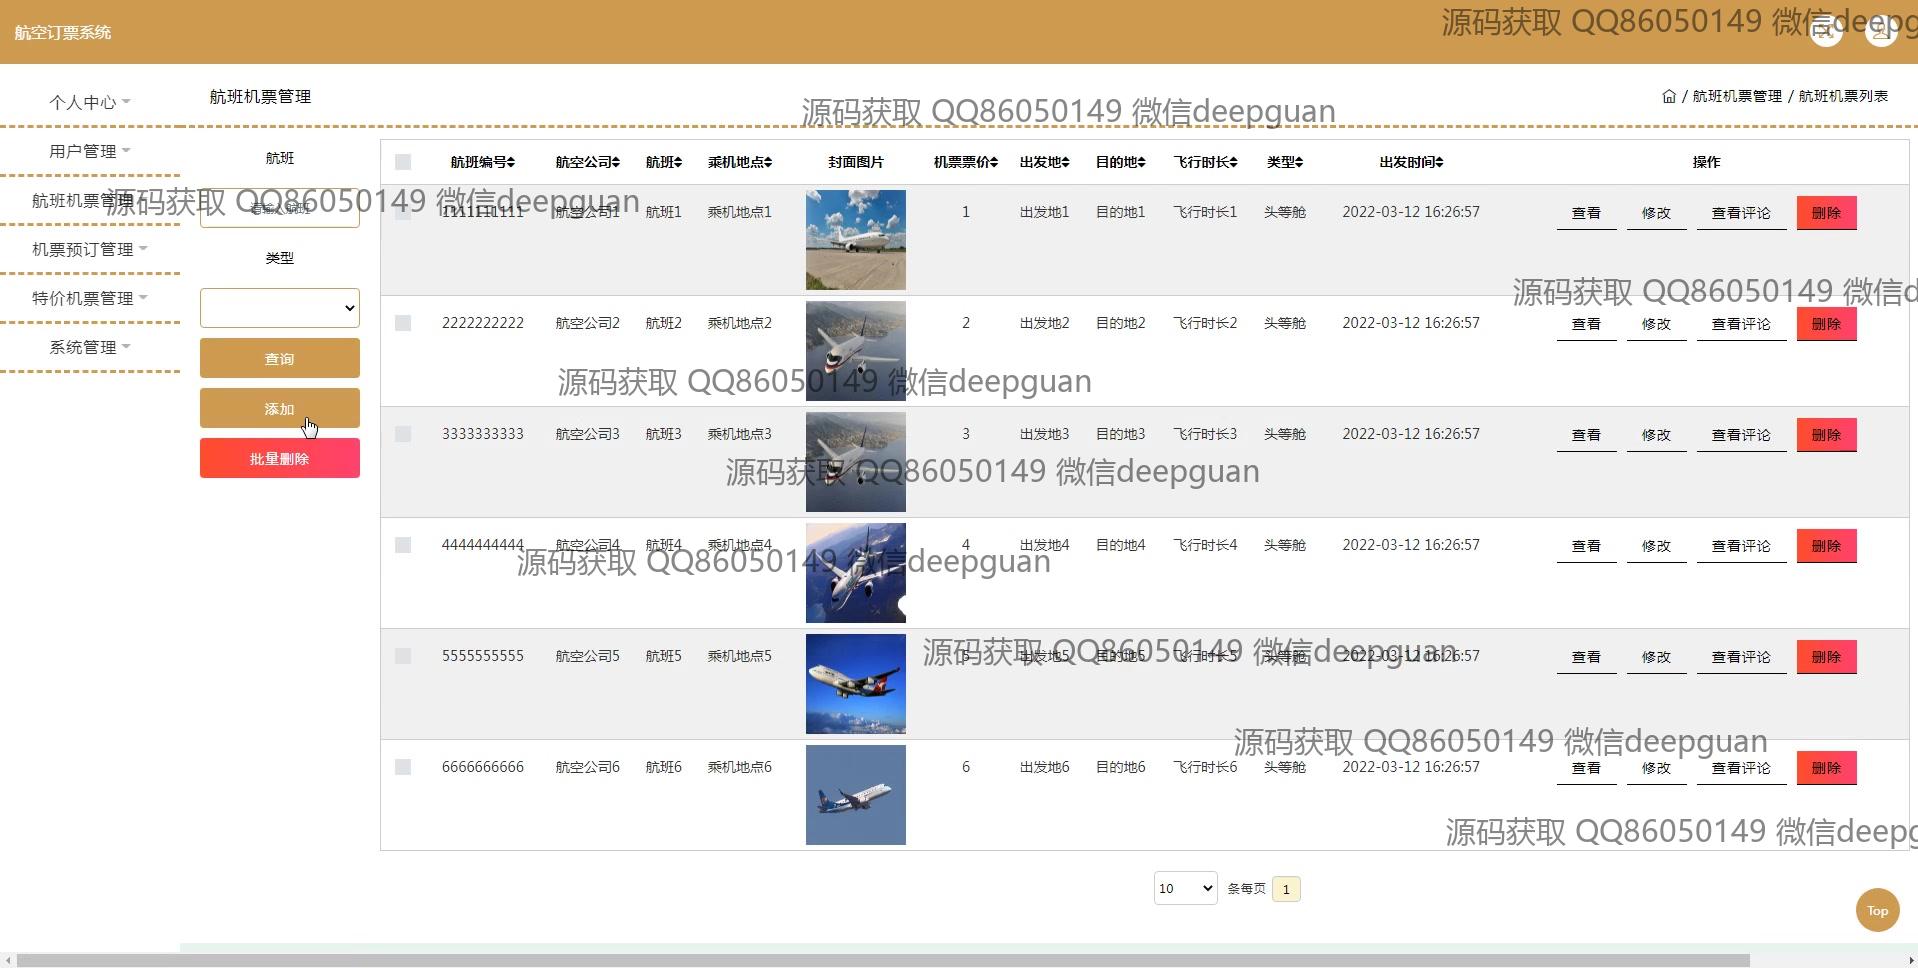 航空订票系统
源码获取 QQ86050149 微信deepg
个人中心
航班机票管理
/ 航班机票管理 / 航班机票列表
源码获取 QQ86050149 微信deepguan
用户管理
航班机票管理
机票预订管理
特价机票管理
系统管理
航班
请输入航班
类型
查询
添加
批量删除
航班编号 航空公司 航班 乘机地点 封面图片 机票票价 出发地 目的地 飞行时长 类型 出发时间 操作
源码获取 QQ86050149 微信deepguan
1111111111 航空公司1 航班1 乘机地点1 1 出发地1 目的地1 飞行时长1 头等舱 2022-03-12 16:26:57 查看 修改 查看评论 删除
源码获取 QQ86050149 微信d
2222222222 航空公司2 航班2 乘机地点2 2 出发地2 目的地2 飞行时长2 头等舱 2022-03-12 16:26:57 查看 修改 查看评论 删除
源码获取 QQ86050149 微信deepguan
3333333333 航空公司3 航班3 乘机地点3 3 出发地3 目的地3 飞行时长3 头等舱 2022-03-12 16:26:57 查看 修改 查看评论 删除
源码获取 QQ86050149 微信deepguan
4444444444 航空公司4 航班4 乘机地点4 4 出发地4 目的地4 飞行时长4 头等舱 2022-03-12 16:26:57 查看 修改 查看评论 删除
源码获取 QQ86050149 微信deepguan
5555555555 航空公司5 航班5 乘机地点5 5 出发地5 目的地5 飞行时长5 头等舱 2022-03-12 16:26:57 查看 修改 查看评论 删除
源码获取 QQ86050149 微信deepguan
源码获取 QQ86050149 微信deepguan
6666666666 航空公司6 航班6 乘机地点6 6 出发地6 目的地6 飞行时长6 头等舱 2022-03-12 16:26:57 查看 修改 查看评论 删除
源码获取 QQ86050149 微信deepg
10 条每页 1
Top